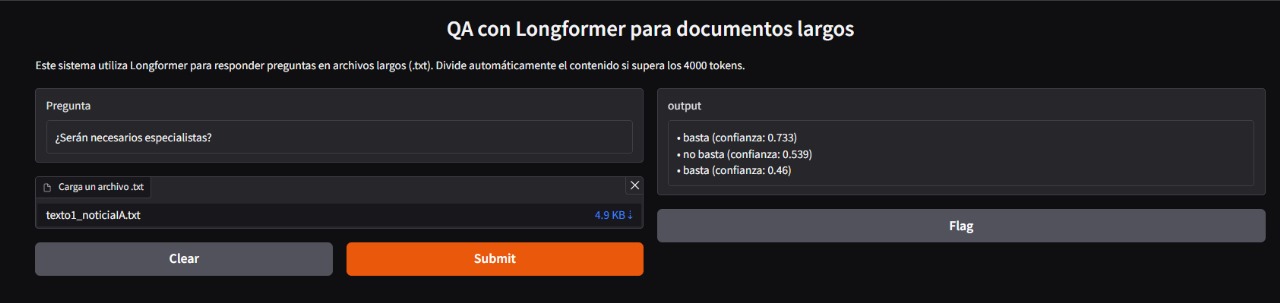 QA con Longformer para documentos largos
Este sistema utiliza Longformer para responder preguntas en archivos largos (.txt). Divide automáticamente el contenido si supera los 4000 tokens.
Pregunta
¿Serán necesarios especialistas?
Carga un archivo .txt
texto1_noticiaIA.txt
4.9 KB↓
Clear
Submit
output
• basta (confianza: 0.733)
• no basta (confianza: 0.539)
• basta (confianza: 0.46)
Flag